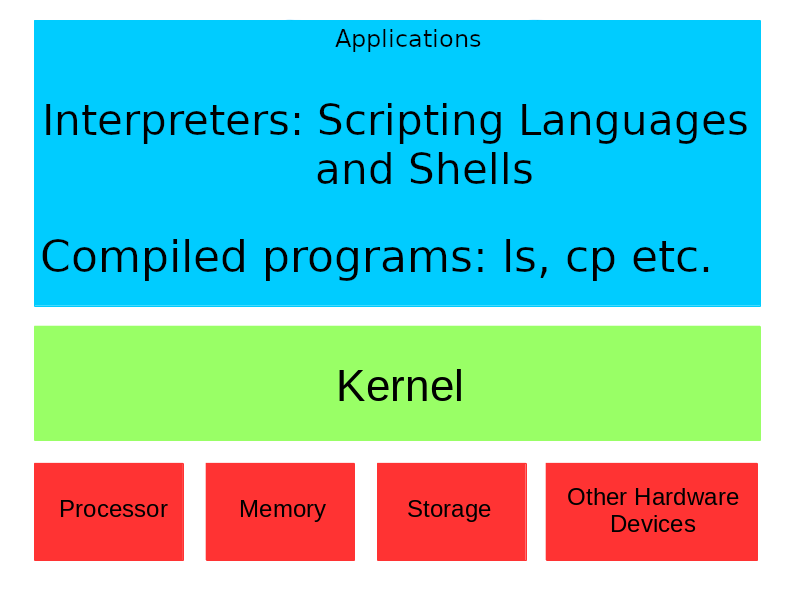 Applications
Interpreters: Scripting Languages
and Shells
Compiled programs: ls, cp etc.
Kernel
Processor
Memory
Storage
Other Hardware
Devices